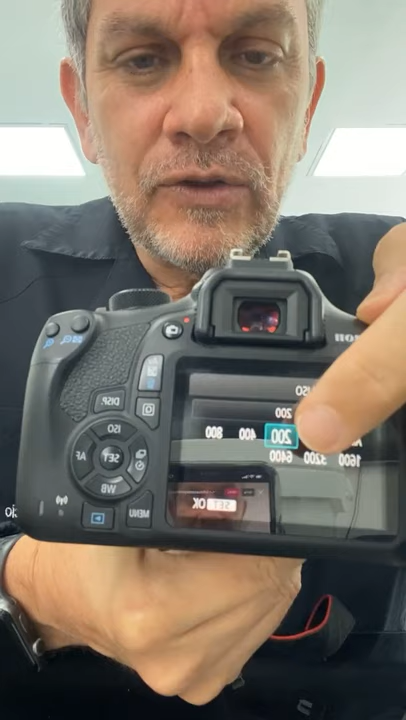 ISO
200
200 400 800
1600 3200 6400
SET OK
DISP
ISO
AF SET
WB
MENU